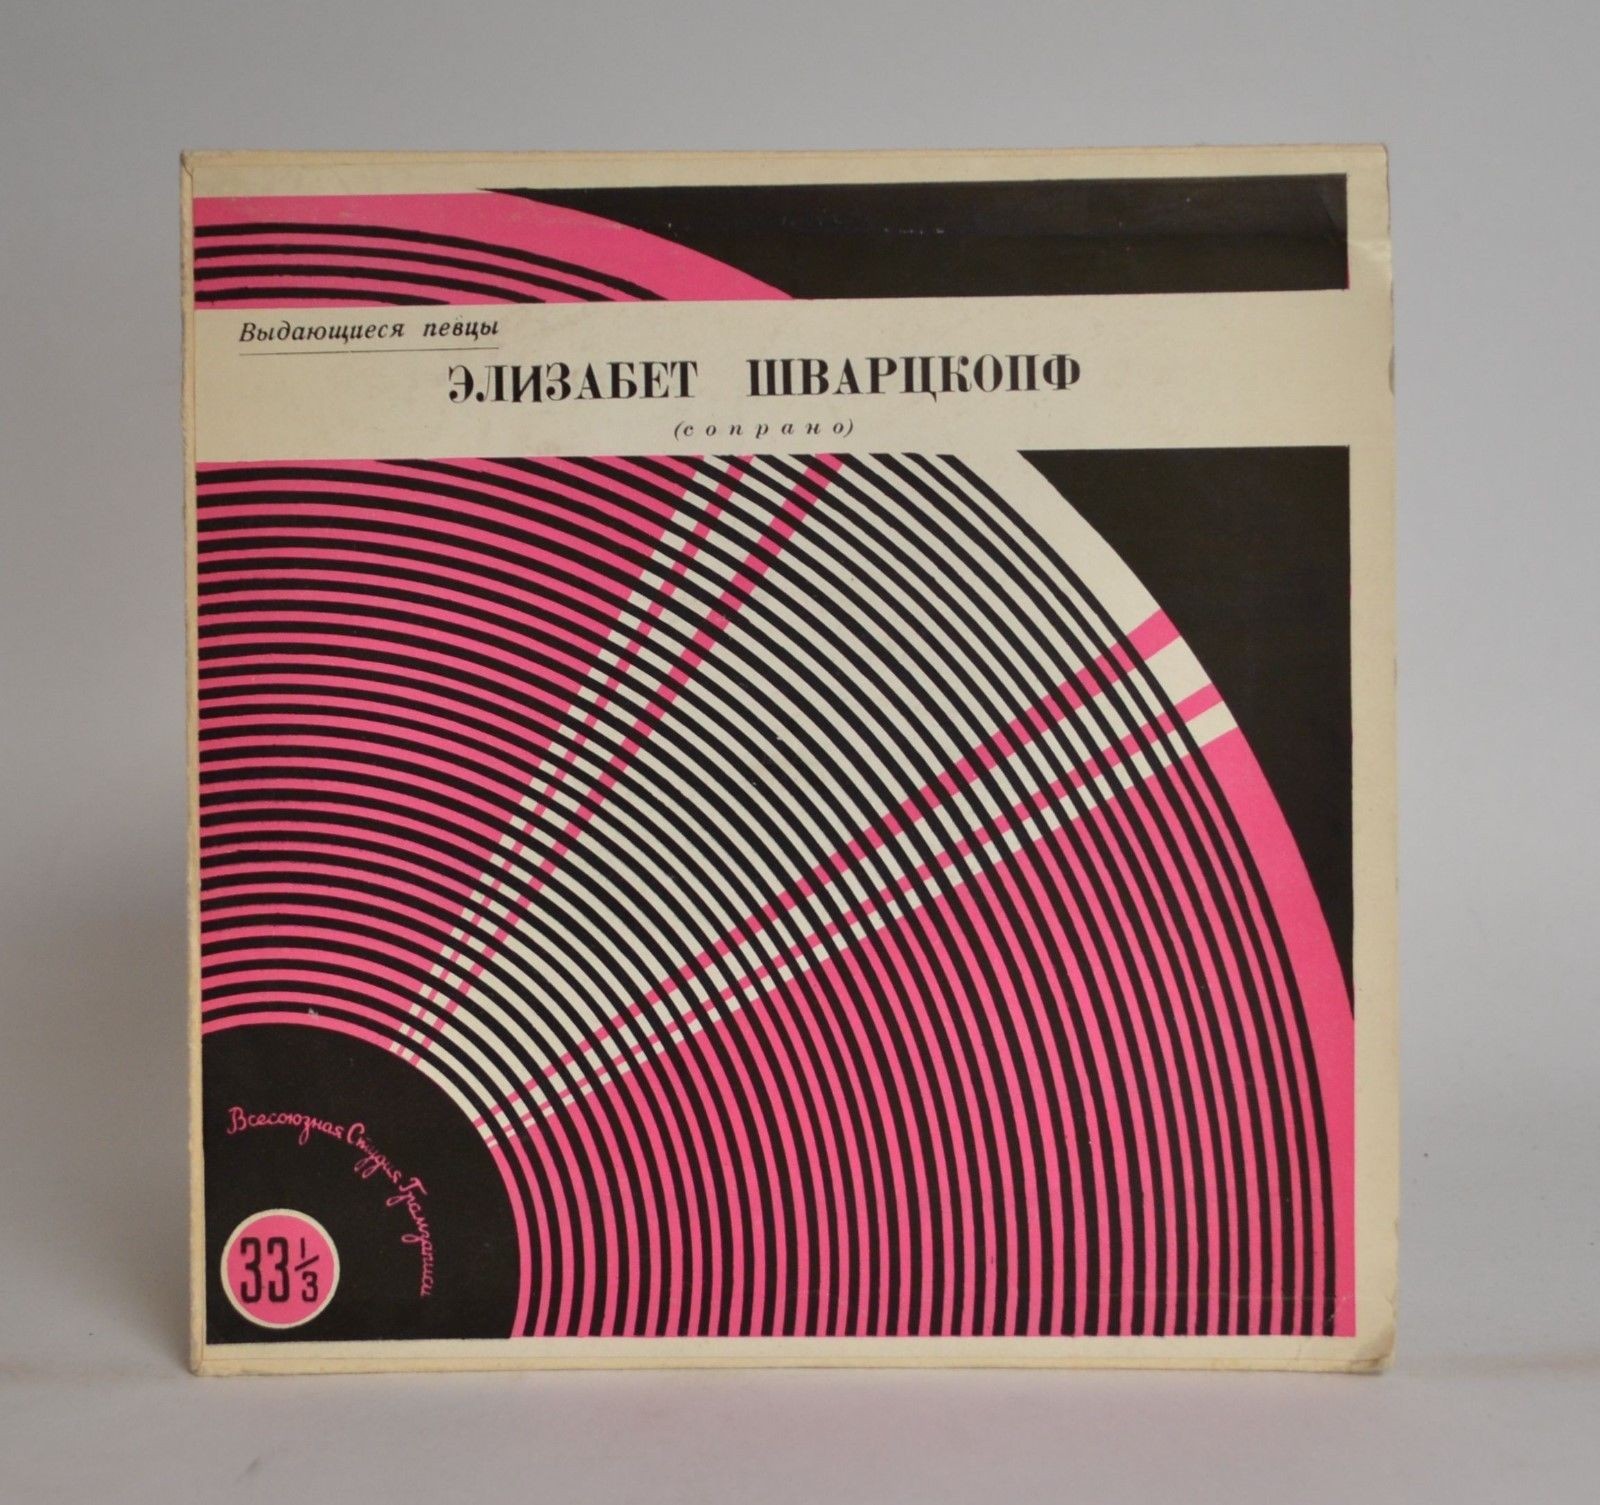 Выдающиеся певцы
ЭЛИЗАБЕТ ШВАРЦКОПФ
(сопрано)
Всесоюзная Студия Грамзаписи
33 1/3